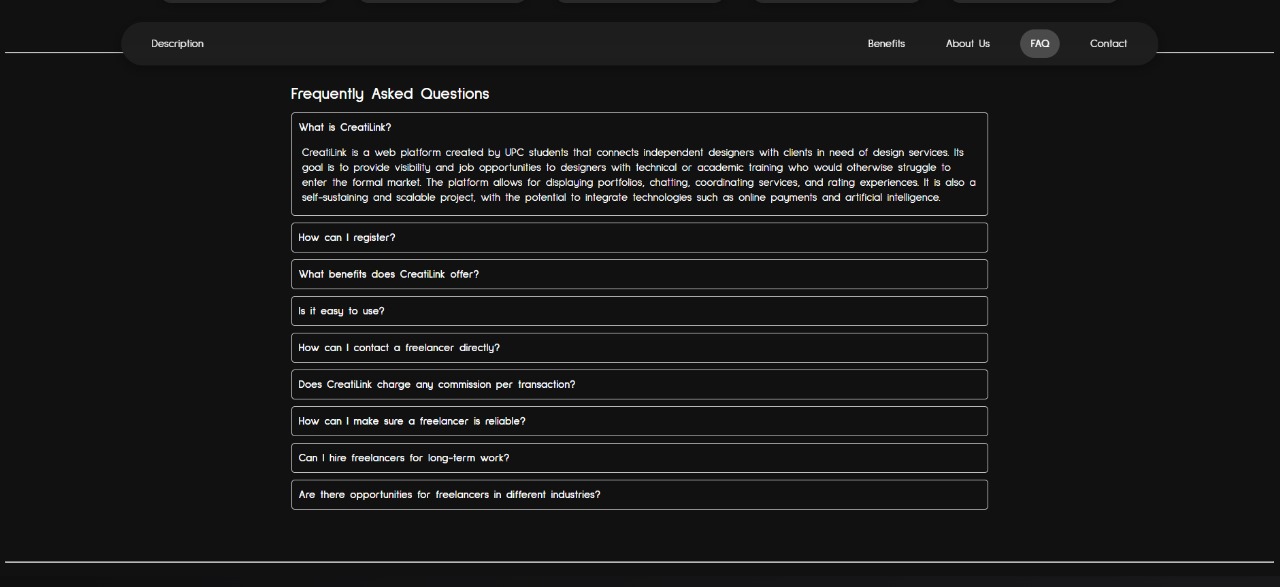 Description Benefits About Us FAQ Contact
Frequently Asked Questions
What is CreatiLink?
CreatiLink is a web platform created by UPC students that connects independent designers with clients in need of design services. Its
goal is to provide visibility and job opportunities to designers with technical or academic training who would otherwise struggle to
enter the formal market. The platform allows for displaying portfolios, chatting, coordinating services, and rating experiences. It is also a
self-sustaining and scalable project, with the potential to integrate technologies such as online payments and artificial intelligence.
How can I register?
What benefits does CreatiLink offer?
Is it easy to use?
How can I contact a freelancer directly?
Does CreatiLink charge any commission per transaction?
How can I make sure a freelancer is reliable?
Can I hire freelancers for long-term work?
Are there opportunities for freelancers in different industries?